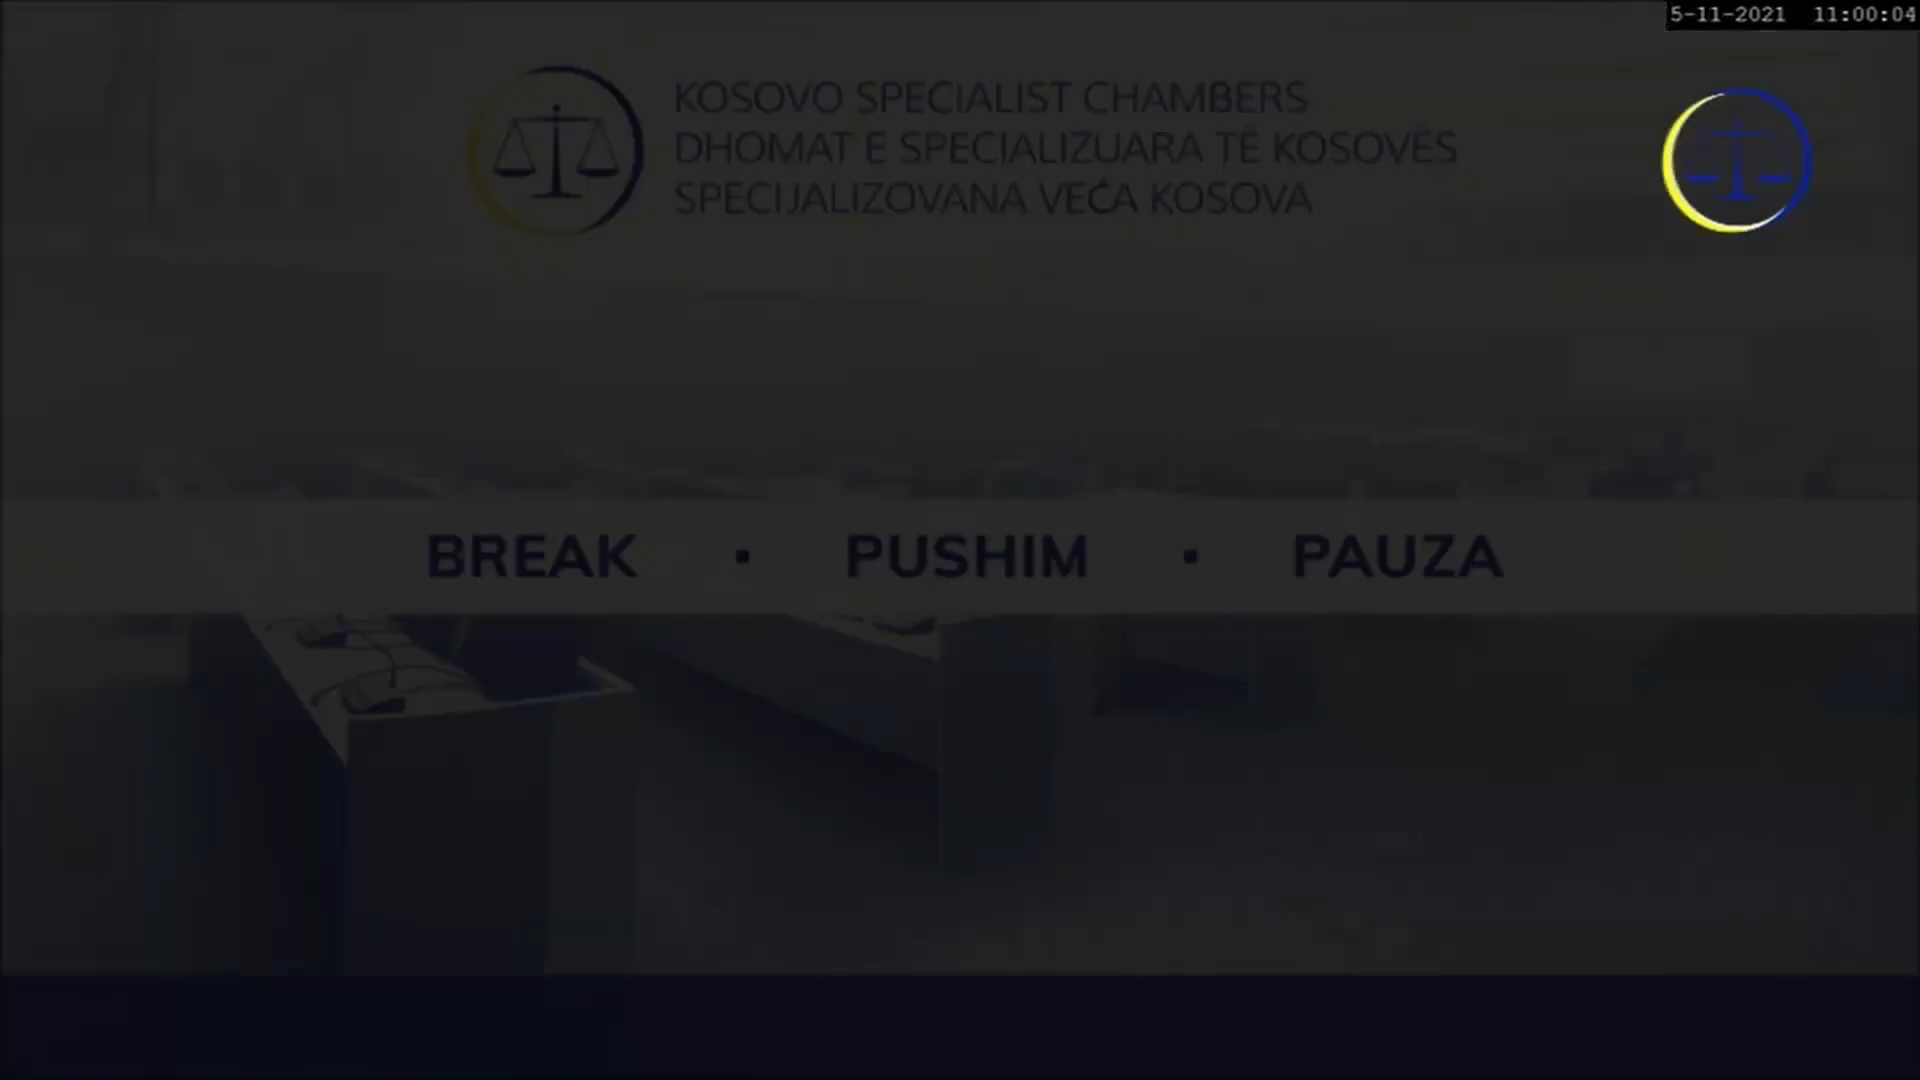 5-11-2021 11:00:04
KOSOVO SPECIALIST CHAMBERS
DHOMAT E SPECIALIZUARA TË KOSOVËS
SPECIJALIZOVANA VEĆA KOSOVA
BREAK ▪ PUSHIM ▪ PAUZA